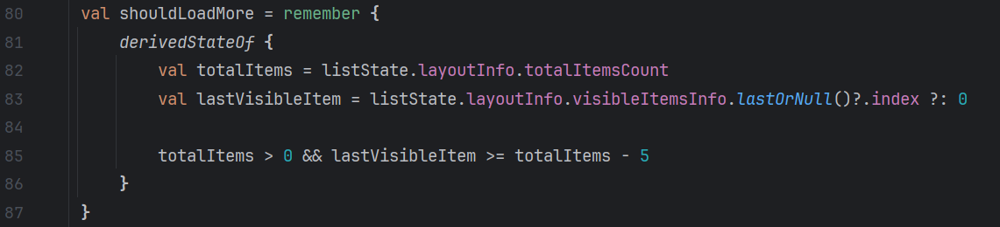 80 val shouldLoadMore = remember {
81 derivedStateOf {
82 val totalItems = listState.layoutInfo.totalItemsCount
83 val lastVisibleItem = listState.layoutInfo.visibleItemsInfo.lastOrNull()?.index ?: 0
84
85 totalItems > 0 && lastVisibleItem >= totalItems - 5
86 }
87 }